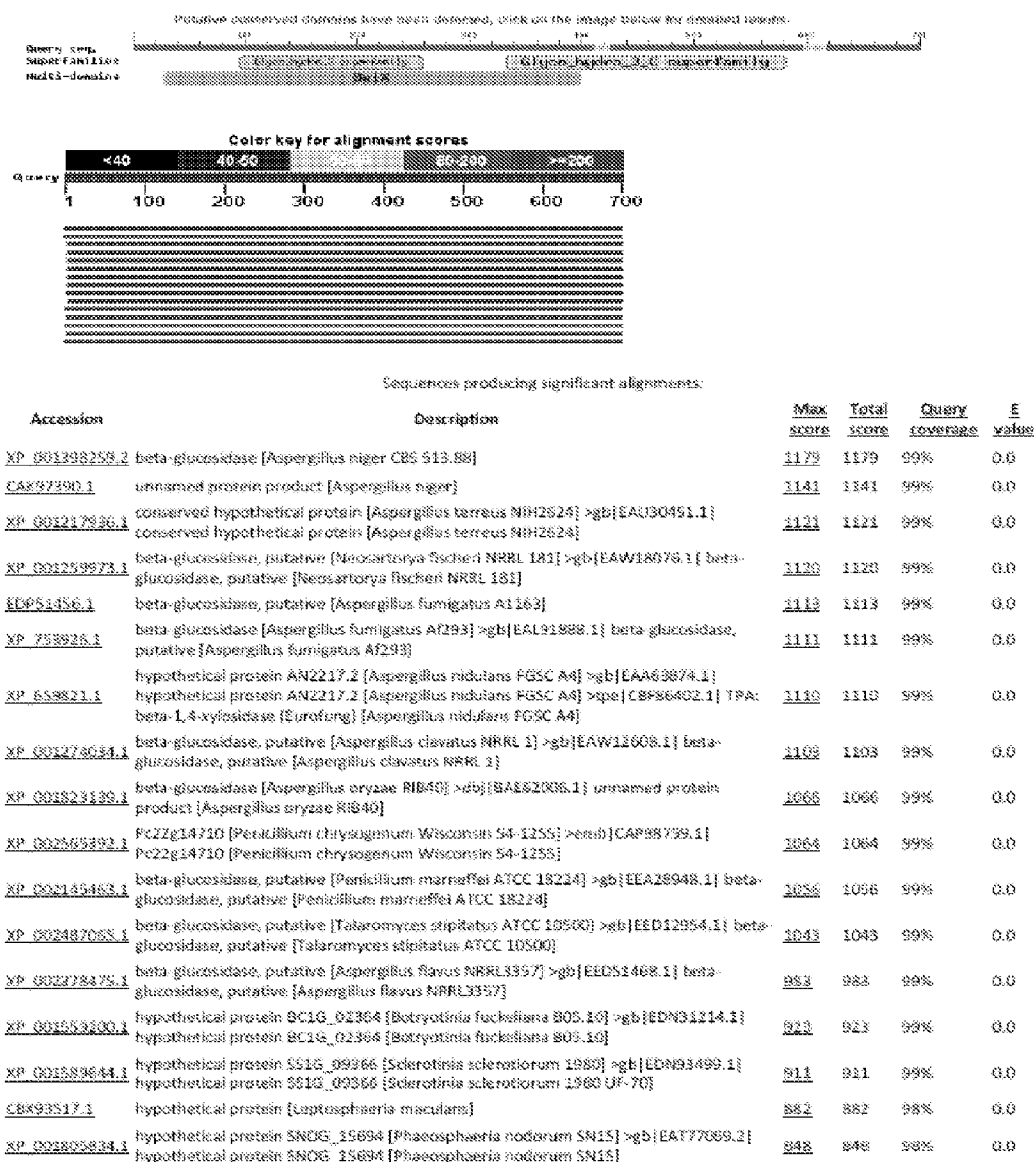 Putative conserved domains have been detected, click on the image below for detailed results.
Query seq.
Superfamilies
Glyco_hydro_3_C superfamily
Multi-domains
BglX
Color key for alignment scores
<40 40-50 80-200 >=200
Query
1 100 200 300 400 500 600 700
Sequences producing significant alignments:
Accession Description Max score Total score Query coverage E value
XP_001398259.2 beta-glucosidase [Aspergillus niger CBS 513.88] 1179 1179 99% 0.0
CAK97390.1 unnamed protein product [Aspergillus niger] 1141 1141 99% 0.0
XP_001217936.1 conserved hypothetical protein [Aspergillus terreus NIH2624] >gb|EAU30451.1| conserved hypothetical protein [Aspergillus terreus NIH2624] 1121 1121 99% 0.0
XP_001259973.1 beta-glucosidase, putative [Neosartorya fischeri NRRL 181] >gb|EAW18076.1| beta-glucosidase, putative [Neosartorya fischeri NRRL 181] 1120 1120 99% 0.0
EDP51456.1 beta-glucosidase, putative [Aspergillus fumigatus A1163] 1113 1113 99% 0.0
XP_753926.1 beta-glucosidase [Aspergillus fumigatus Af293] >gb|EAL91888.1| beta-glucosidase, putative [Aspergillus fumigatus Af293] 1111 1111 99% 0.0
XP_659821.1 hypothetical protein AN2217.2 [Aspergillus nidulans FGSC A4] >gb|EAA63874.1| hypothetical protein AN2217.2 [Aspergillus nidulans FGSC A4] >tpe|CBF86402.1| TPA: beta-1,4-xylosidase (Eurofung) [Aspergillus nidulans FGSC A4] 1110 1110 99% 0.0
XP_001274034.1 beta-glucosidase, putative [Aspergillus clavatus NRRL 1] >gb|EAW12608.1| beta-glucosidase, putative [Aspergillus clavatus NRRL 1] 1103 1103 99% 0.0
XP_001823139.1 beta-glucosidase [Aspergillus oryzae RIB40] >dbj|BAE62006.1| unnamed protein product [Aspergillus oryzae RIB40] 1066 1066 99% 0.0
XP_002565392.1 Pc22g14710 [Penicillium chrysogenum Wisconsin 54-1255] >emb|CAP98739.1| Pc22g14710 [Penicillium chrysogenum Wisconsin 54-1255] 1064 1064 99% 0.0
XP_002145463.1 beta-glucosidase, putative [Penicillium marneffei ATCC 18224] >gb|EEA28948.1| beta-glucosidase, putative [Penicillium marneffei ATCC 18224] 1056 1056 99% 0.0
XP_002487065.1 beta-glucosidase, putative [Talaromyces stipitatus ATCC 10500] >gb|EED12954.1| beta-glucosidase, putative [Talaromyces stipitatus ATCC 10500] 1043 1043 99% 0.0
XP_002378475.1 beta-glucosidase, putative [Aspergillus flavus NRRL3357] >gb|EED51468.1| beta-glucosidase, putative [Aspergillus flavus NRRL3357] 983 983 99% 0.0
XP_001559200.1 hypothetical protein BC1G_02364 [Botryotinia fuckeliana B05.10] >gb|EDN31214.1| hypothetical protein BC1G_02364 [Botryotinia fuckeliana B05.10] 923 923 99% 0.0
XP_001589644.1 hypothetical protein SS1G_09366 [Sclerotinia sclerotiorum 1980] >gb|EDN93499.1| hypothetical protein SS1G_09366 [Sclerotinia sclerotiorum 1980 UF-70] 911 911 99% 0.0
CBX93517.1 hypothetical protein [Leptosphaeria maculans] 882 882 98% 0.0
XP_001805834.1 hypothetical protein SNOG_15694 [Phaeosphaeria nodorum SN15] >gb|EAT77069.2| hypothetical protein SNOG_15694 [Phaeosphaeria nodorum SN15] 848 848 98% 0.0